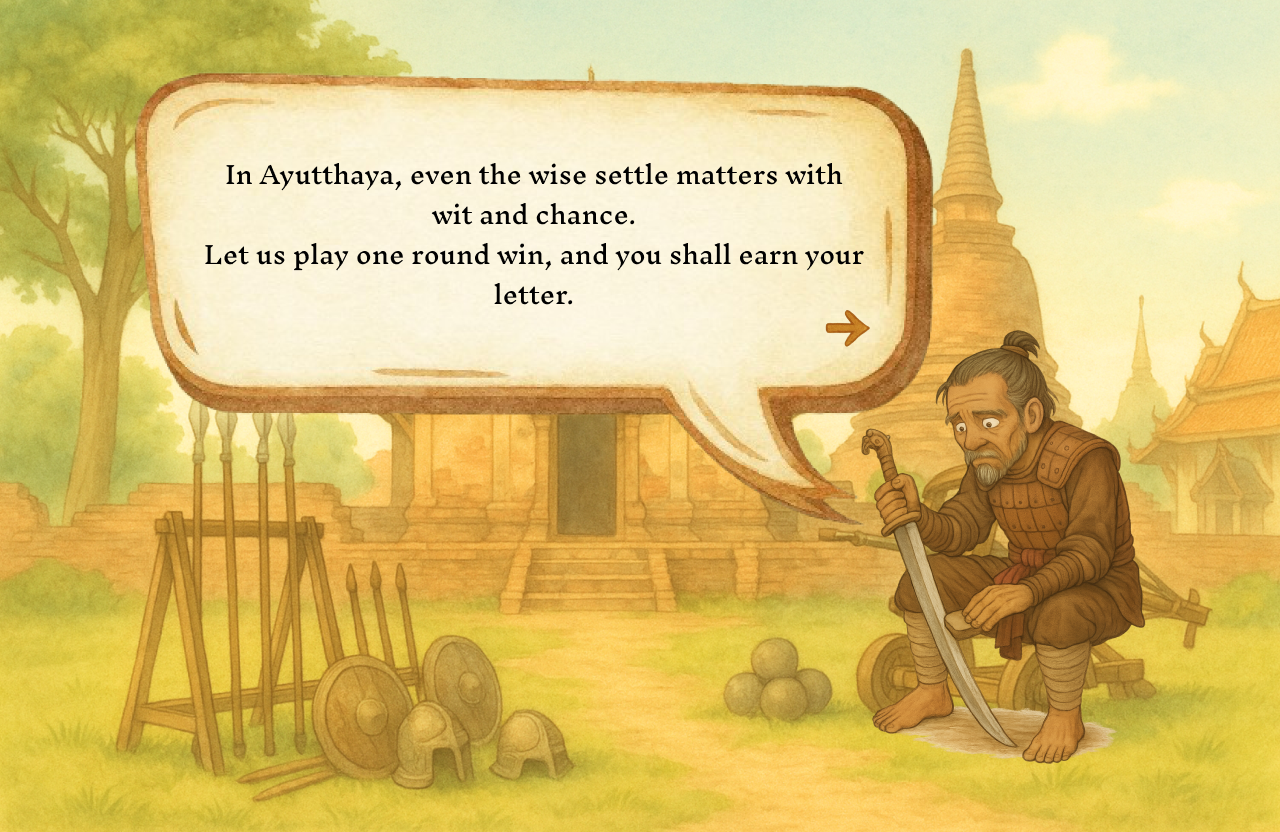 In Ayutthaya, even the wise settle matters with
wit and chance.
Let us play one round win, and you shall earn your
letter.